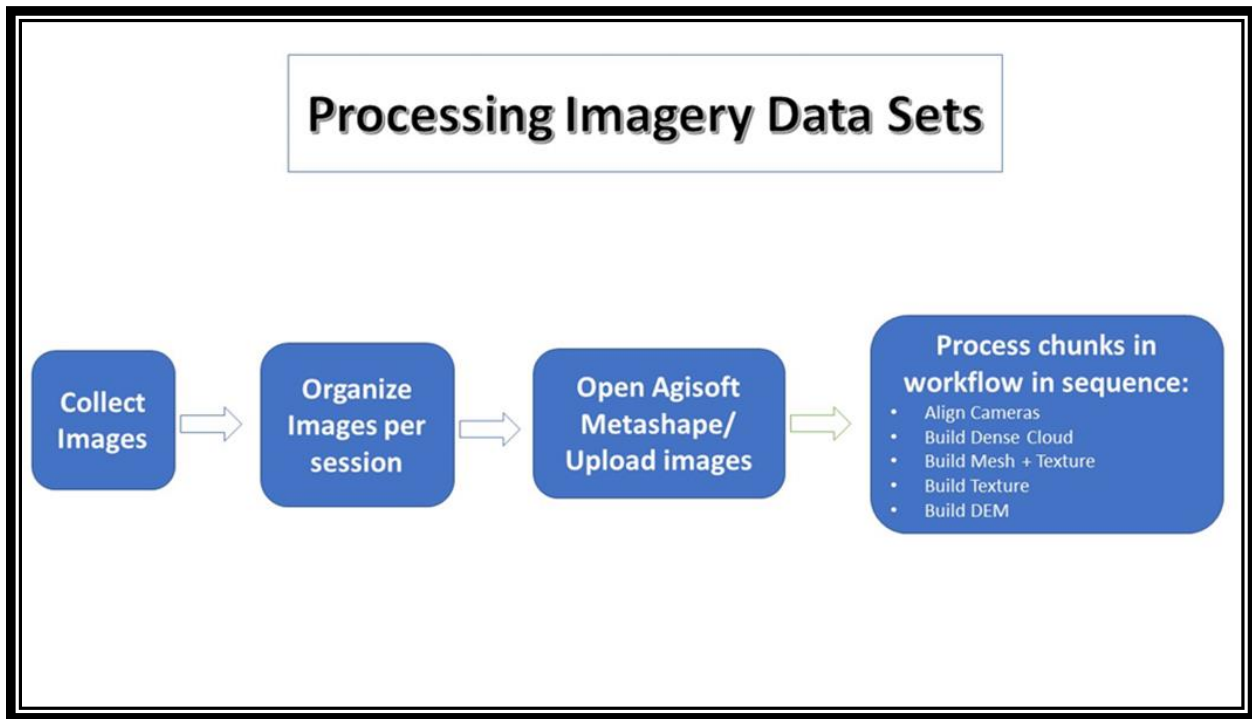 Processing Imagery Data Sets
Collect
Images
Organize
Images per
session
Open Agisoft
Metashape/
Upload images
Process chunks in
workflow in sequence:
• Align Cameras
• Build Dense Cloud
• Build Mesh + Texture
• Build Texture
• Build DEM